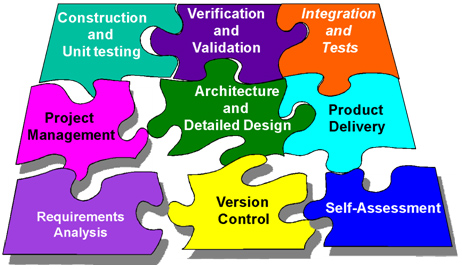 Construction
and
Unit testing
Verification
and
Validation
Integration
and
Tests
Project
Management
Architecture
and
Detailed Design
Product
Delivery
Requirements
Analysis
Version
Control
Self-Assessment